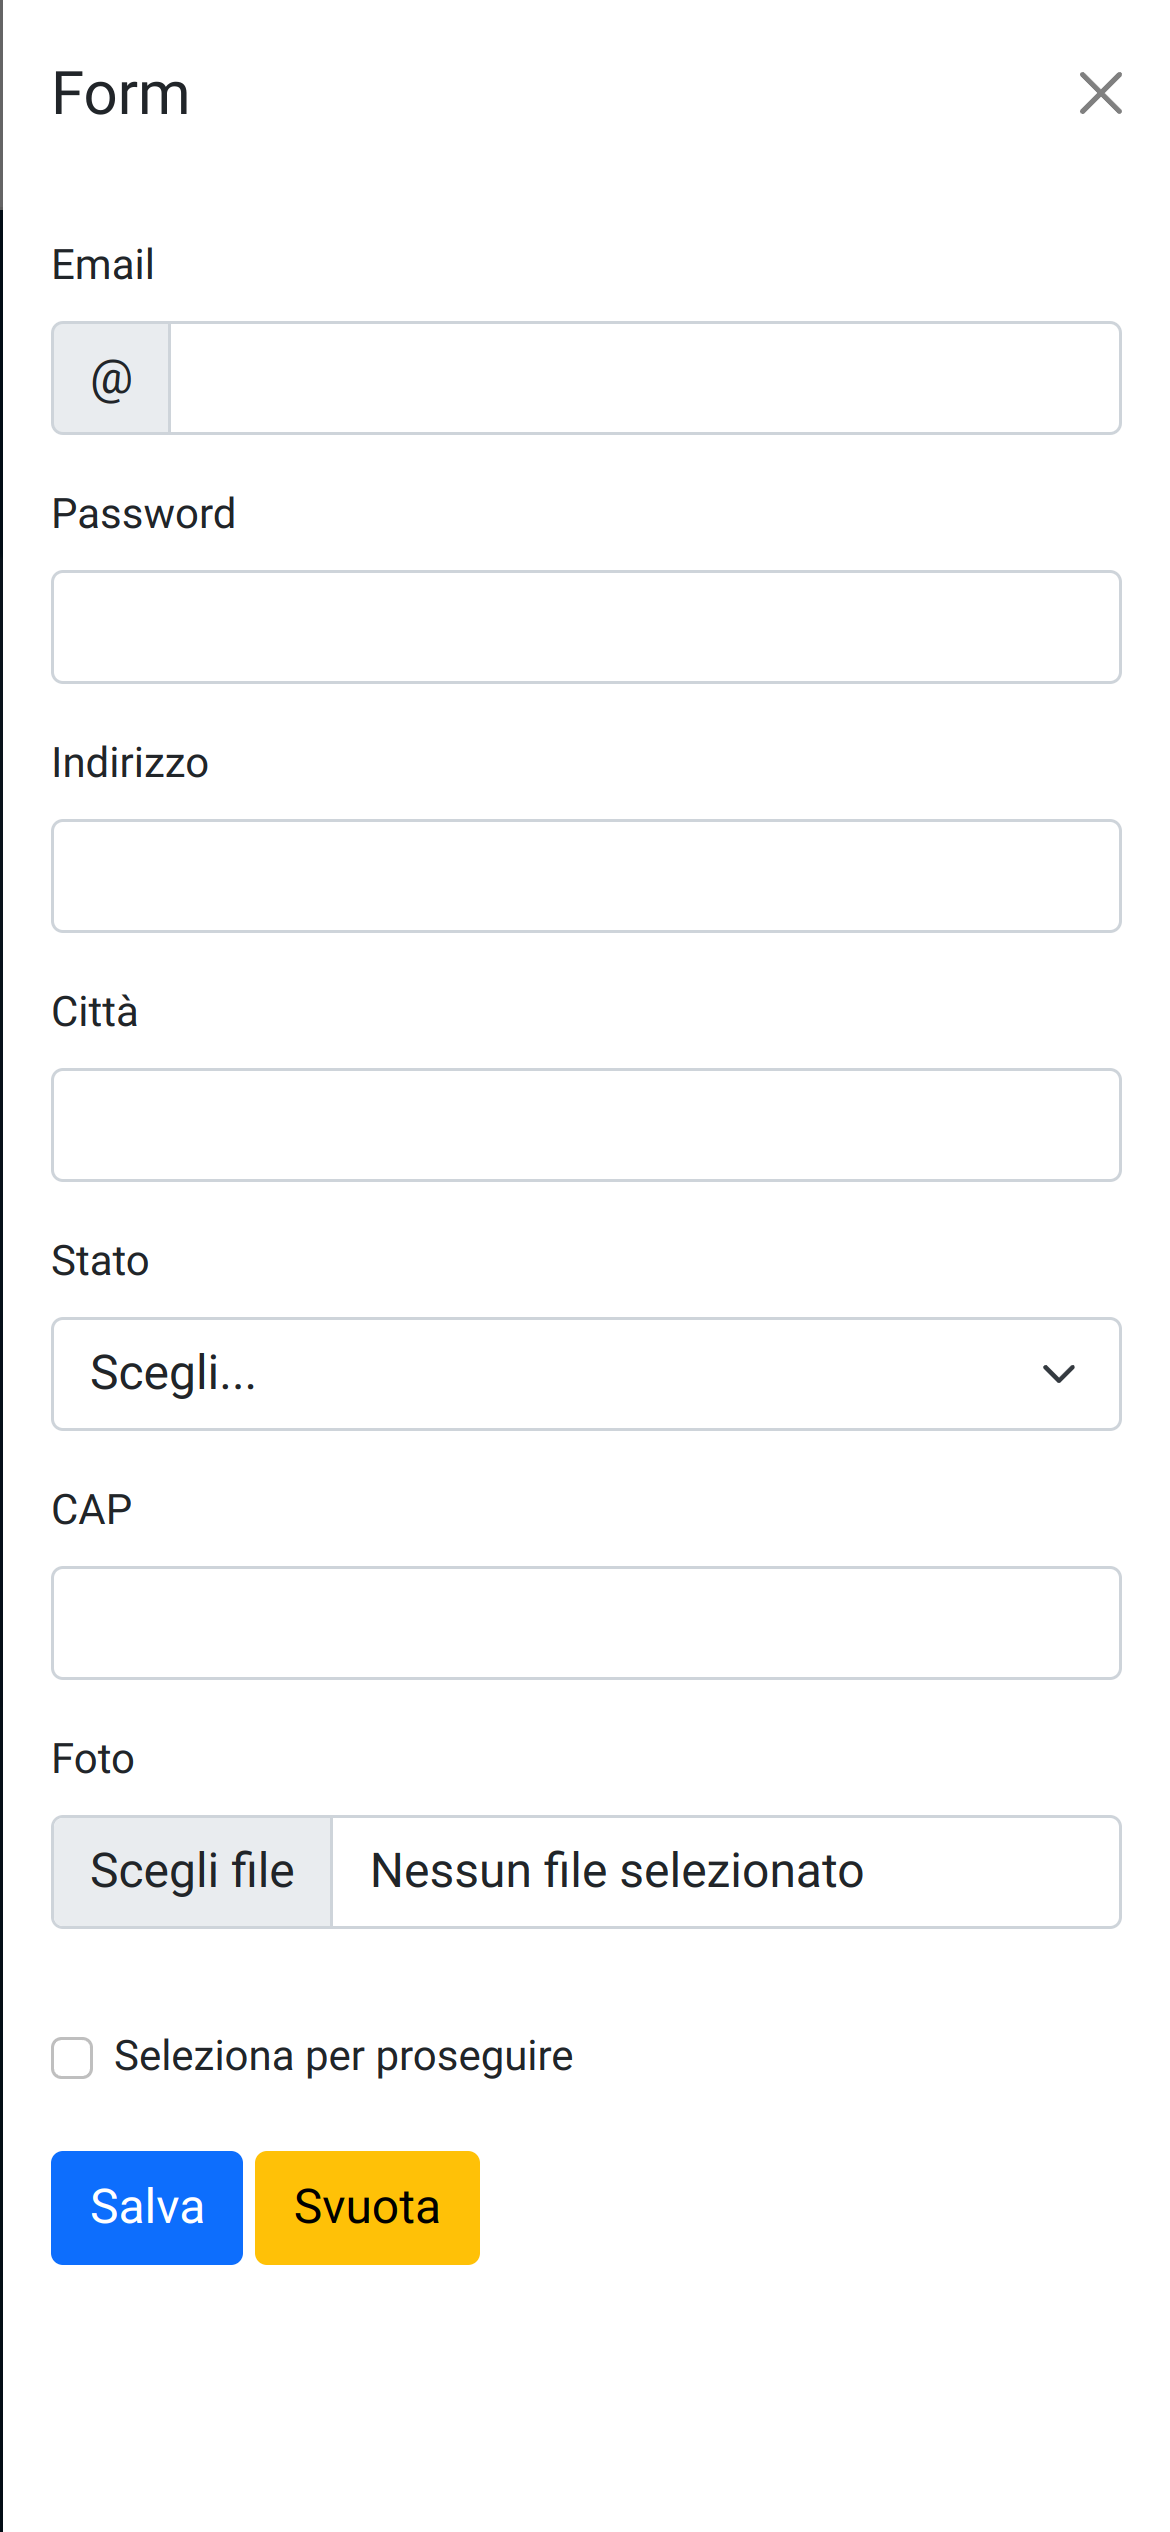 Form
Email
@
Password
Indirizzo
Città
Stato
Scegli...
CAP
Foto
Scegli file Nessun file selezionato
Seleziona per proseguire
Salva Svuota